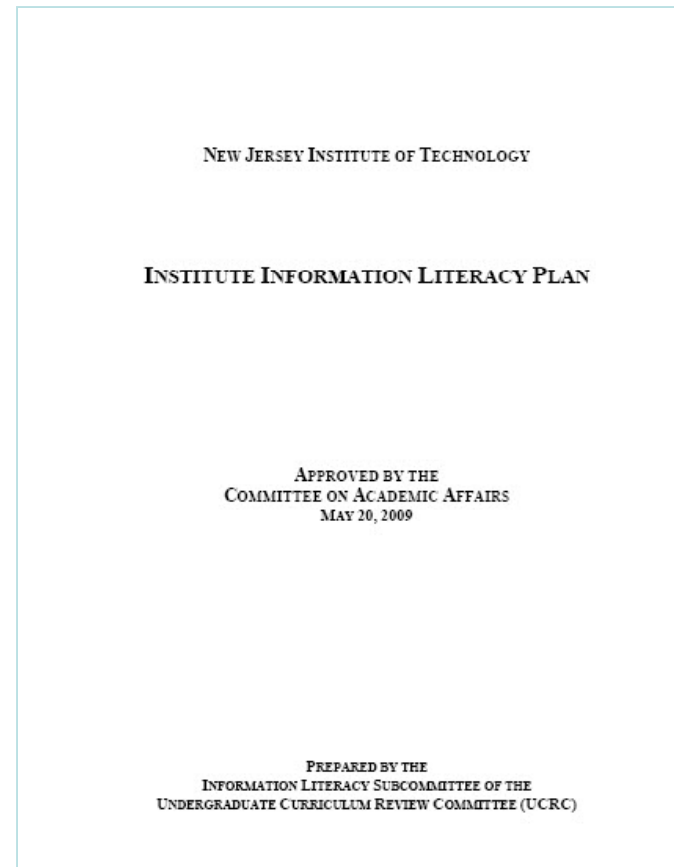 NEW JERSEY INSTITUTE OF TECHNOLOGY
INSTITUTE INFORMATION LITERACY PLAN
APPROVED BY THE
COMMITTEE ON ACADEMIC AFFAIRS
MAY 20, 2009
PREPARED BY THE
INFORMATION LITERACY SUBCOMMITTEE OF THE
UNDERGRADUATE CURRICULUM REVIEW COMMITTEE (UCRC)